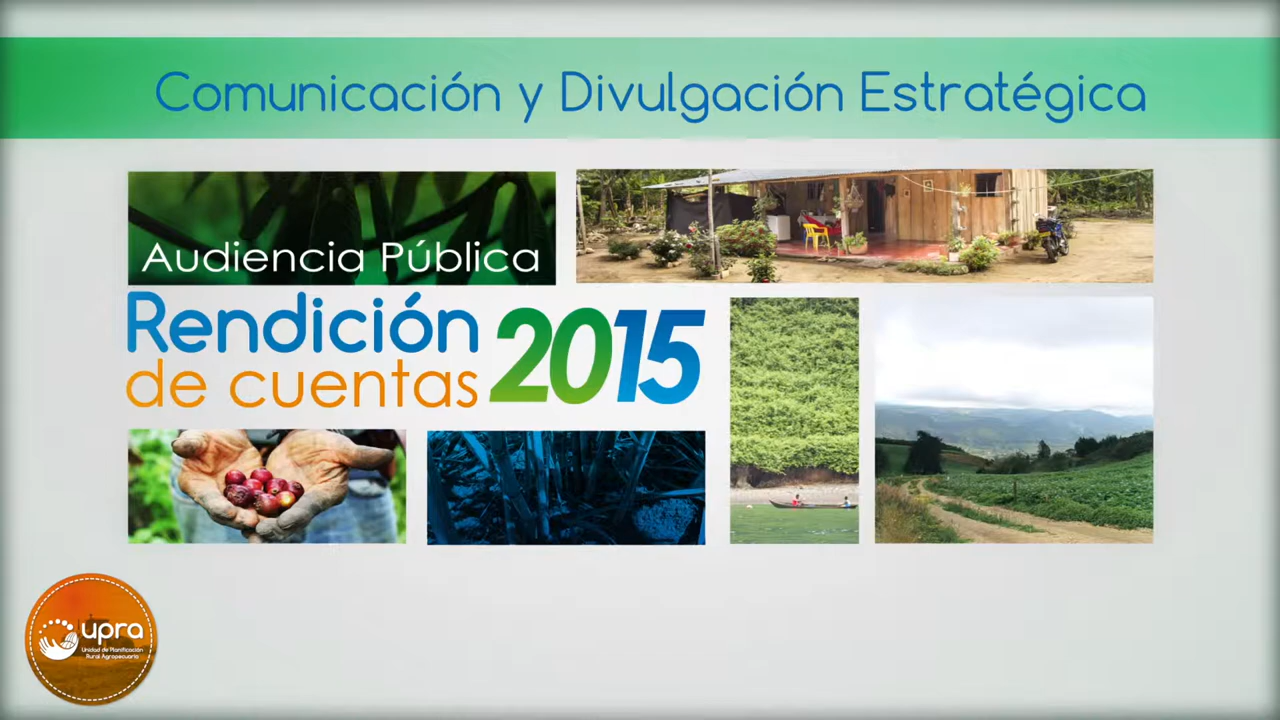 Comunicación y Divulgación Estratégica
Audiencia Pública
Rendición
de cuentas 2015
upra
Unidad de Planificación
Rural Agropecuaria